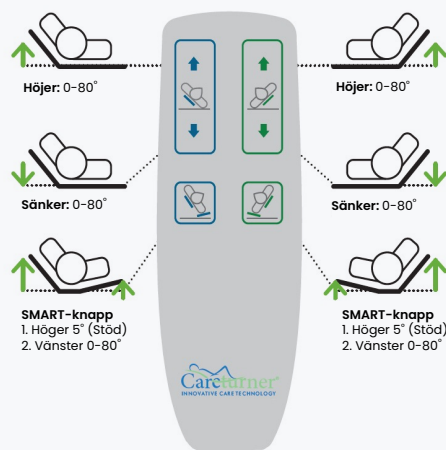 Höjer: 0-80°
Höjer: 0-80°
Sänker: 0-80°
Sänker: 0-80°
SMART-knapp
1. Höger 5° (Stöd)
2. Vänster 0-80°
SMART-knapp
1. Höger 5° (Stöd)
2. Vänster 0-80°
Careturner®
INNOVATIVE CARE TECHNOLOGY